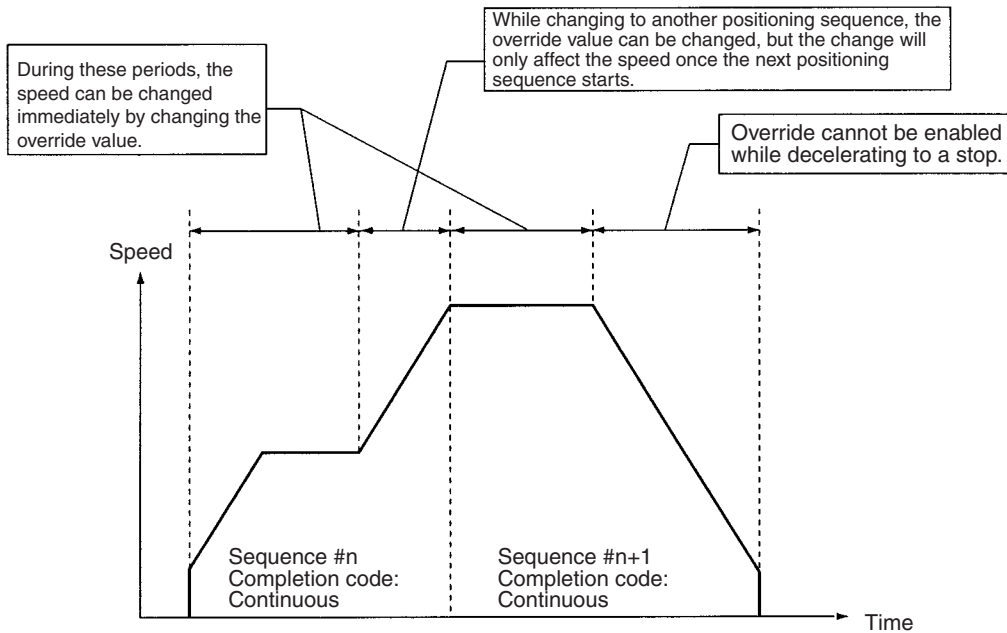 While changing to another positioning sequence, the
override value can be changed, but the change will
only affect the speed once the next positioning
sequence starts.
During these periods, the
speed can be changed
immediately by changing the
override value.
Override cannot be enabled
while decelerating to a stop.
Speed
Sequence #n
Completion code:
Continuous
Sequence #n+1
Completion code:
Continuous
Time